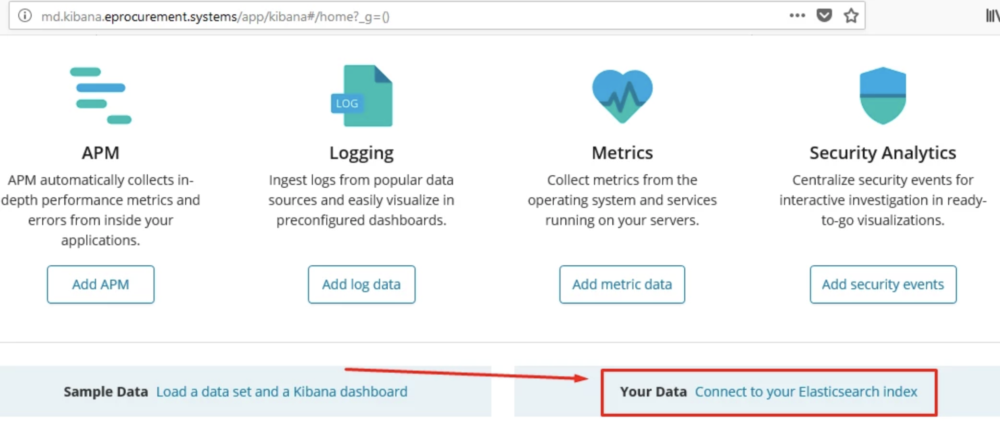 md.kibana.eprocurement.systems/app/kibana#/home?_g=()
LOG
APM
APM automatically collects in-
depth performance metrics and
errors from inside your
applications.
Add APM
Logging
Ingest logs from popular data
sources and easily visualize in
preconfigured dashboards.
Add log data
Metrics
Collect metrics from the
operating system and services
running on your servers.
Add metric data
Security Analytics
Centralize security events for
interactive investigation in ready-
to-go visualizations.
Add security events
Sample Data Load a data set and a Kibana dashboard
Your Data Connect to your Elasticsearch index